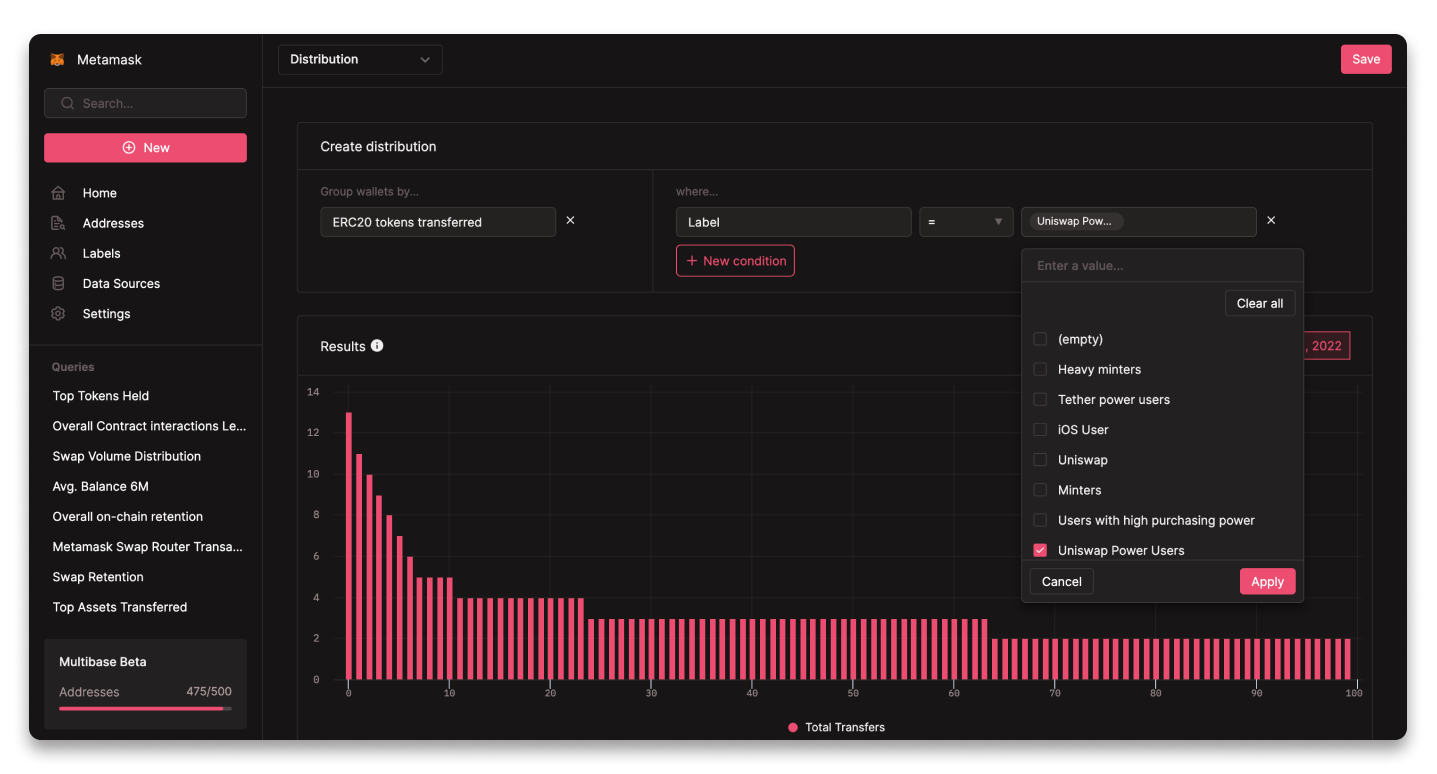 Metamask
Search...
New
Home
Addresses
Labels
Data Sources
Settings
Queries
Top Tokens Held
Overall Contract interactions Le...
Swap Volume Distribution
Avg. Balance 6M
Overall on-chain retention
Metamask Swap Router Transa...
Swap Retention
Top Assets Transferred
Multibase Beta
Addresses 475/500
Distribution
Save
Create distribution
Group wallets by...
ERC20 tokens transferred
where...
Label = Uniswap Pow...
+ New condition
Enter a value...
Clear all
(empty)
Heavy minters
Tether power users
iOS User
Uniswap
Minters
Users with high purchasing power
Uniswap Power Users
Cancel Apply
Results
, 2022
14
12
10
8
6
4
2
0
0 10 20 30 40 50 60 70 80 90 100
Total Transfers